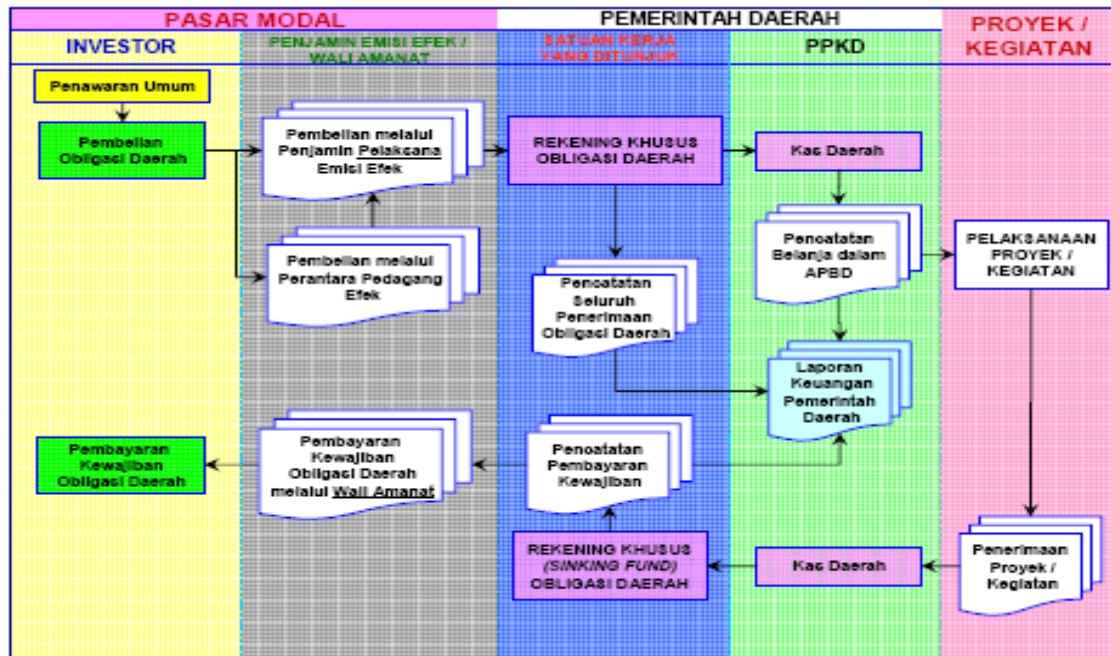 PASAR MODAL
PEMERINTAH DAERAH
PROYEK /
KEGIATAN
INVESTOR
PENJAMIN EMISI EFEK /
WALI AMANAT
SATUAN KERJA
YANG DITUNJUK
PPKD
Penawaran Umum
Pembelian
Obligasi Daerah
Pembelian melalui
Penjamin Pelaksana
Emisi Efek
REKENING KHUSUS
OBLIGASI DAERAH
Kas Daerah
Pembelian melalui
Perantara Pedagang
Efek
Pencatatan
Seluruh
Penerimaan
Obligasi Daerah
Pencatatan
Belanja dalam
APBD
PELAKSANAAN
PROYEK /
KEGIATAN
Laporan
Keuangan
Pemerintah
Daerah
Pembayaran
Kewajiban
Obligasi Daerah
Pembayaran
Kewajiban
Obligasi Daerah
melalui Wali Amanat
Pencatatan
Pembayaran
Kewajiban
REKENING KHUSUS
(SINKING FUND)
OBLIGASI DAERAH
Kas Daerah
Penerimaan
Proyek /
Kegiatan